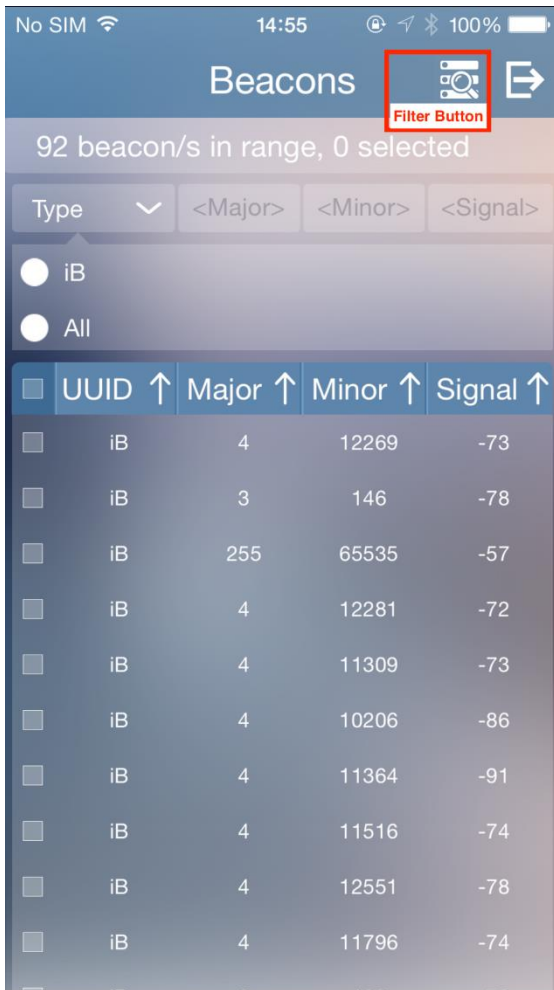 No SIM 14:55 100%
Beacons
Filter Button
92 beacon/s in range, 0 selected
Type <Major> <Minor> <Signal>
iB
All
UUID ↑ Major ↑ Minor ↑ Signal ↑
iB 4 12269 -73
iB 3 146 -78
iB 255 65535 -57
iB 4 12281 -72
iB 4 11309 -73
iB 4 10206 -86
iB 4 11364 -91
iB 4 11516 -74
iB 4 12551 -78
iB 4 11796 -74